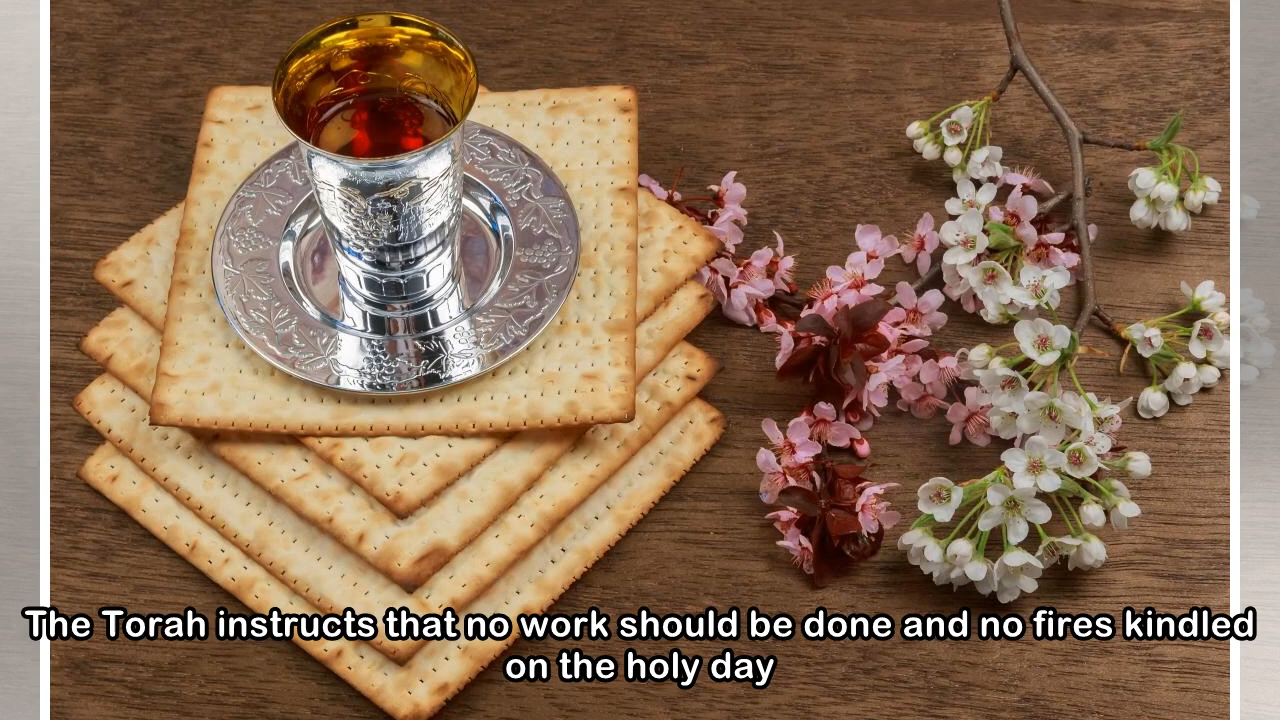 The Torah instructs that no work should be done and no fires kindled
on the holy day